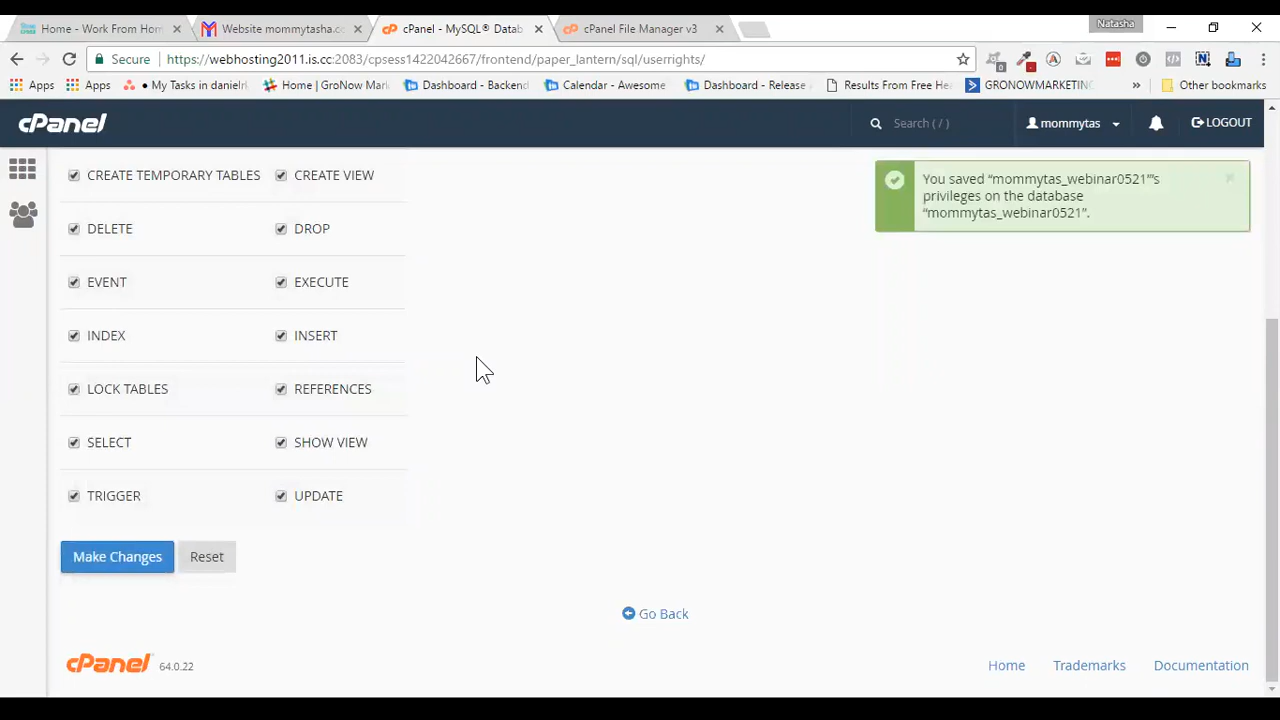 Natasha
Home - Work From Hom
Website mommytasha.co
cPanel - MySQL® Datab
cPanel File Manager v3
Secure
https://webhosting2011.is.cc:2083/cpsess1422042667/frontend/paper_lantern/sql/userrights/
Apps
Apps
• My Tasks in danielri
Home | GroNow Mark
Dashboard - Backend
Calendar - Awesome
Dashboard - Release
Results From Free Hea
GRONOWMARKETING
Other bookmarks
cPanel
Search ( / )
mommytas
LOGOUT
CREATE TEMPORARY TABLES
CREATE VIEW
You saved “mommytas_webinar0521”’s
privileges on the database
“mommytas_webinar0521”.
DELETE
DROP
EVENT
EXECUTE
INDEX
INSERT
LOCK TABLES
REFERENCES
SELECT
SHOW VIEW
TRIGGER
UPDATE
Make Changes
Reset
Go Back
cPanel 64.0.22
Home
Trademarks
Documentation